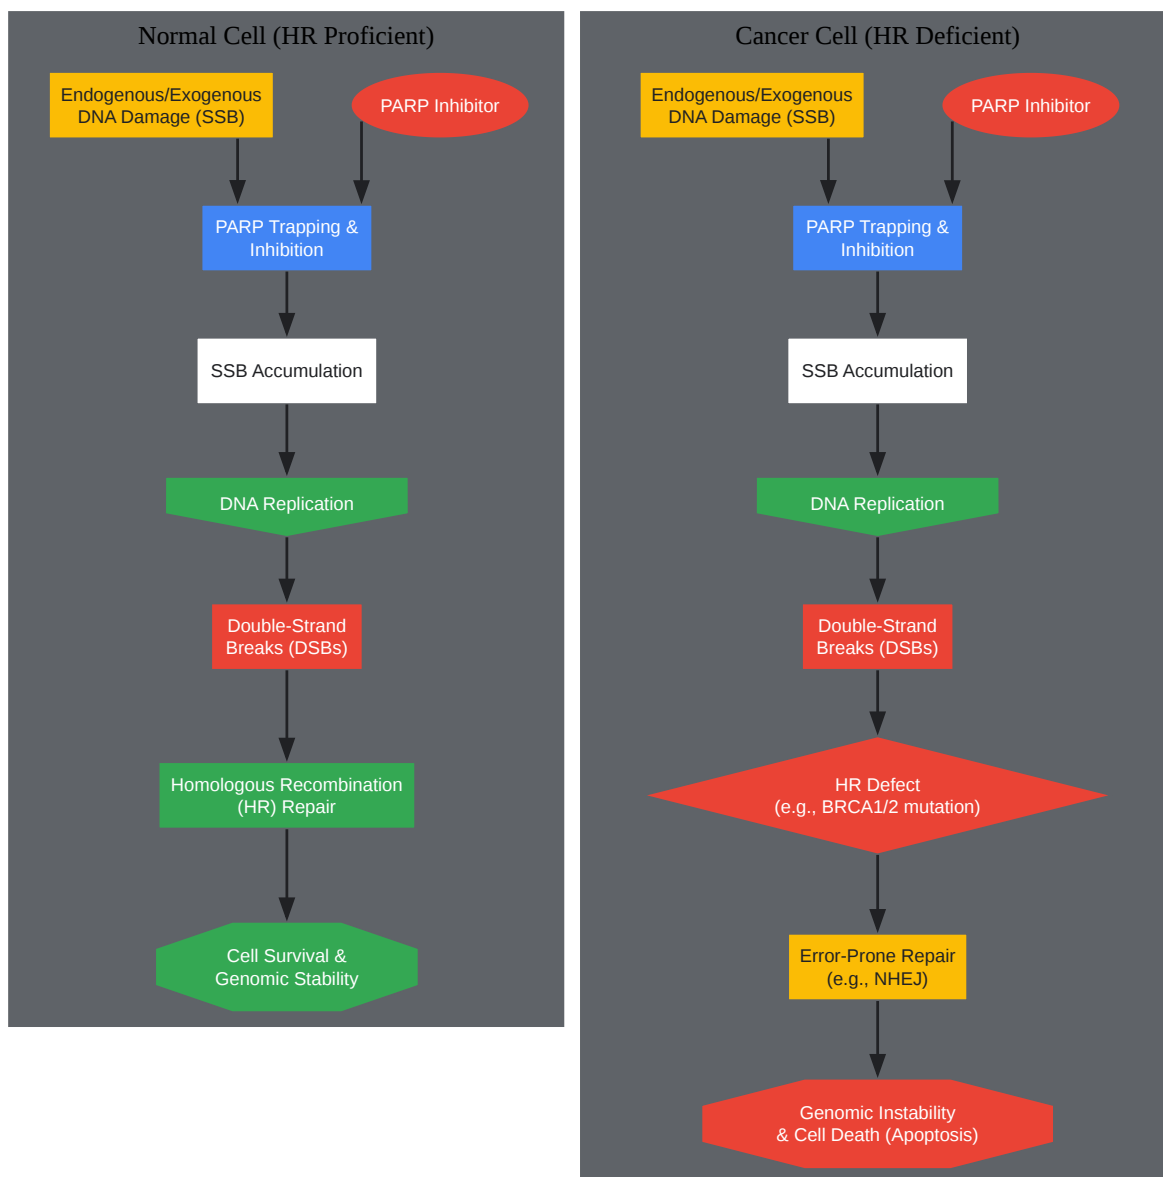 Normal Cell (HR Proficient)
Endogenous/Exogenous
DNA Damage (SSB)
PARP Inhibitor
PARP Trapping &
Inhibition
SSB Accumulation
DNA Replication
Double-Strand
Breaks (DSBs)
Homologous Recombination
(HR) Repair
Cell Survival &
Genomic Stability
Cancer Cell (HR Deficient)
Endogenous/Exogenous
DNA Damage (SSB)
PARP Inhibitor
PARP Trapping &
Inhibition
SSB Accumulation
DNA Replication
Double-Strand
Breaks (DSBs)
HR Defect
(e.g., BRCA1/2 mutation)
Error-Prone Repair
(e.g., NHEJ)
Genomic Instability
& Cell Death (Apoptosis)